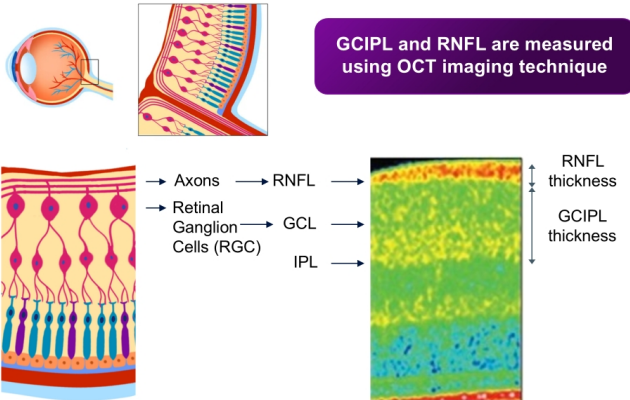 GCIPL and RNFL are measured
using OCT imaging technique
Axons
RNFL
RNFL
thickness
Retinal
Ganglion
Cells (RGC)
GCL
GCIPL
thickness
IPL